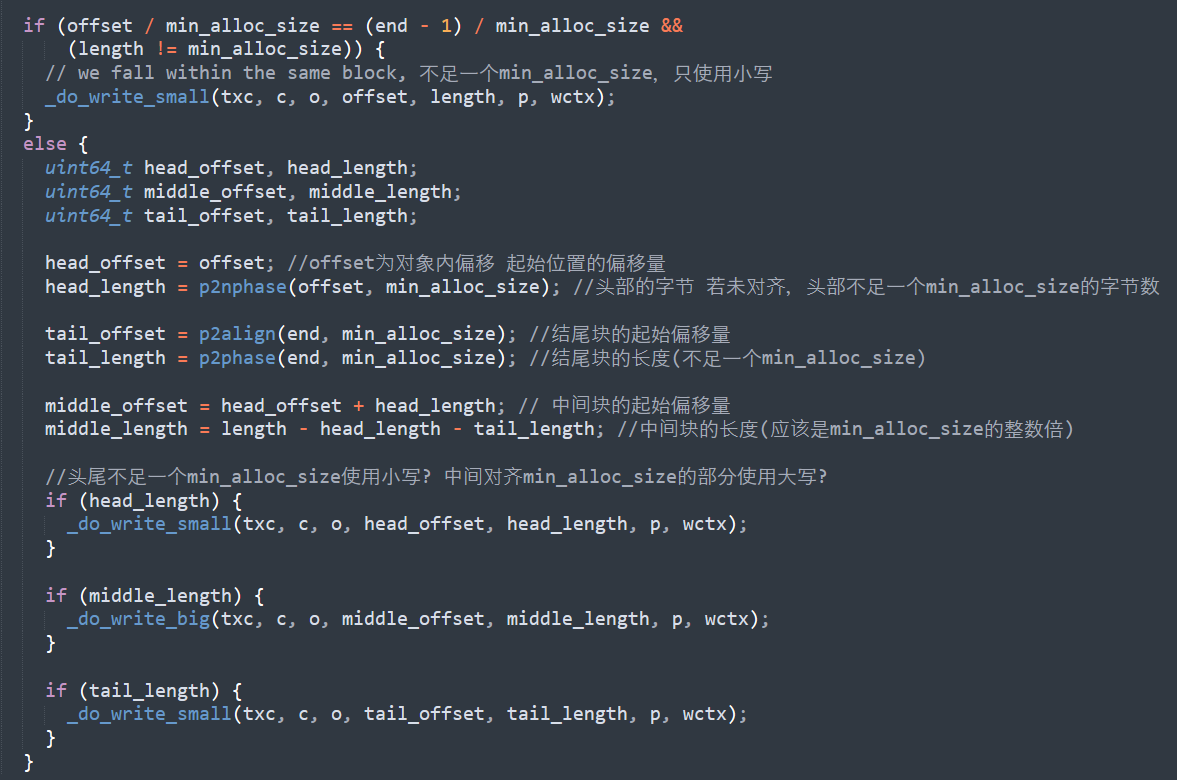 if (offset / min_alloc_size == (end - 1) / min_alloc_size &&
(length != min_alloc_size)) {
// we fall within the same block, 不足一个min_alloc_size, 只使用小写
_do_write_small(txc, c, o, offset, length, p, wctx);
}
else {
uint64_t head_offset, head_length;
uint64_t middle_offset, middle_length;
uint64_t tail_offset, tail_length;
head_offset = offset; //offset为对象内偏移 起始位置的偏移量
head_length = p2nphase(offset, min_alloc_size); //头部的字节 若未对齐, 头部不足一个min_alloc_size的字节数
tail_offset = p2align(end, min_alloc_size); //结尾块的起始偏移量
tail_length = p2phase(end, min_alloc_size); //结尾块的长度(不足一个min_alloc_size)
middle_offset = head_offset + head_length; // 中间块的起始偏移量
middle_length = length - head_length - tail_length; //中间块的长度(应该是min_alloc_size的整数倍)
//头尾不足一个min_alloc_size使用小写? 中间对齐min_alloc_size的部分使用大写?
if (head_length) {
_do_write_small(txc, c, o, head_offset, head_length, p, wctx);
}
if (middle_length) {
_do_write_big(txc, c, o, middle_offset, middle_length, p, wctx);
}
if (tail_length) {
_do_write_small(txc, c, o, tail_offset, tail_length, p, wctx);
}
}